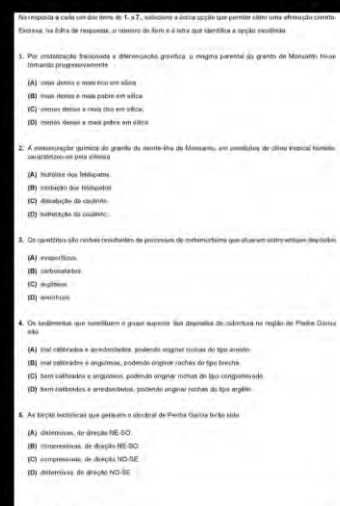 Na resposta a cada um dos itens de 1. a 7., selecione a única opção que permite obter uma afirmação correta.
Escreva, na folha de respostas, o número do item e a letra que identifica a opção escolhida.
1. Por cristalização fracionada e diferenciação gravítica, o magma parental do granito de Monsanto ficou
tornando progressivamente
(A) mais denso e mais rico em sílica.
(B) mais denso e mais pobre em sílica.
(C) menos denso e mais rico em sílica.
(D) menos denso e mais pobre em sílica.
2. A meteorização química do granito do monte-ilha de Monsanto, em condições de clima tropical húmido,
caracterizou-se pela intensa
(A) hidrólise dos feldspatos.
(B) oxidação dos feldspatos.
(C) dissolução da caulinite.
(D) hidratação da caulinite.
3. Os quartzitos são rochas resultantes de processos de metamorfismo que atuaram sobre antigos depósitos
(A) evaporíticos.
(B) carbonatados.
(C) argilosos.
(D) areníticos.
4. Os sedimentos que constituem o grupo superior dos depósitos de cobertura na região de Penha Garcia
são
(A) mal calibrados e arredondados, podendo originar rochas do tipo arenito.
(B) mal calibrados e angulosos, podendo originar rochas do tipo brecha.
(C) bem calibrados e angulosos, podendo originar rochas do tipo conglomerado.
(D) bem calibrados e arredondados, podendo originar rochas do tipo argilito.
5. As forças tectónicas que geraram o sinclinal de Penha Garcia terão sido
(A) distensivas, de direção NE-SO.
(B) compressivas, de direção NE-SO.
(C) compressivas, de direção NO-SE.
(D) distensivas, de direção NO-SE.